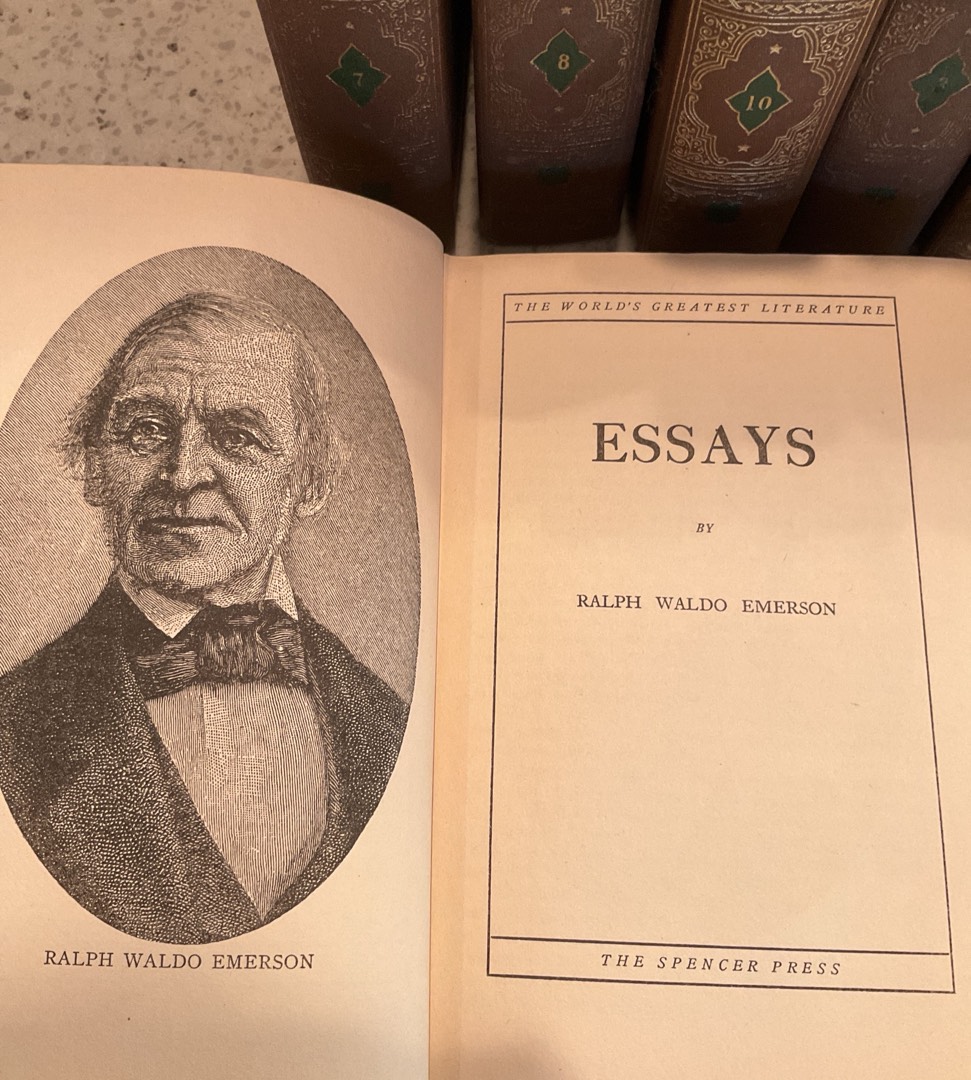 7
8
10
RALPH WALDO EMERSON
THE WORLD'S GREATEST LITERATURE
ESSAYS
BY
RALPH WALDO EMERSON
THE SPENCER PRESS